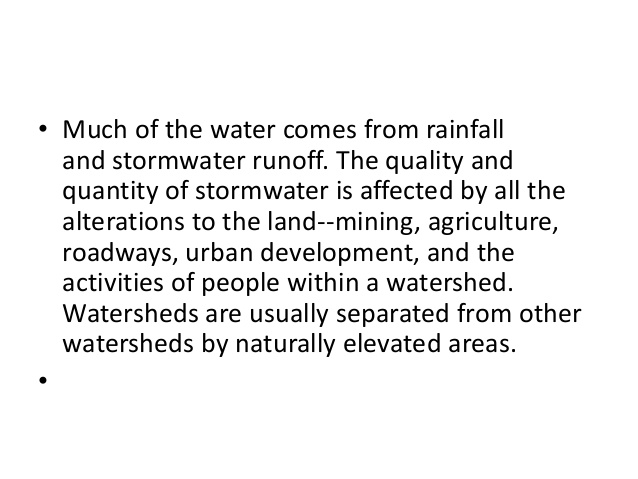 • Much of the water comes from rainfall
and stormwater runoff. The quality and
quantity of stormwater is affected by all the
alterations to the land--mining, agriculture,
roadways, urban development, and the
activities of people within a watershed.
Watersheds are usually separated from other
watersheds by naturally elevated areas.
•